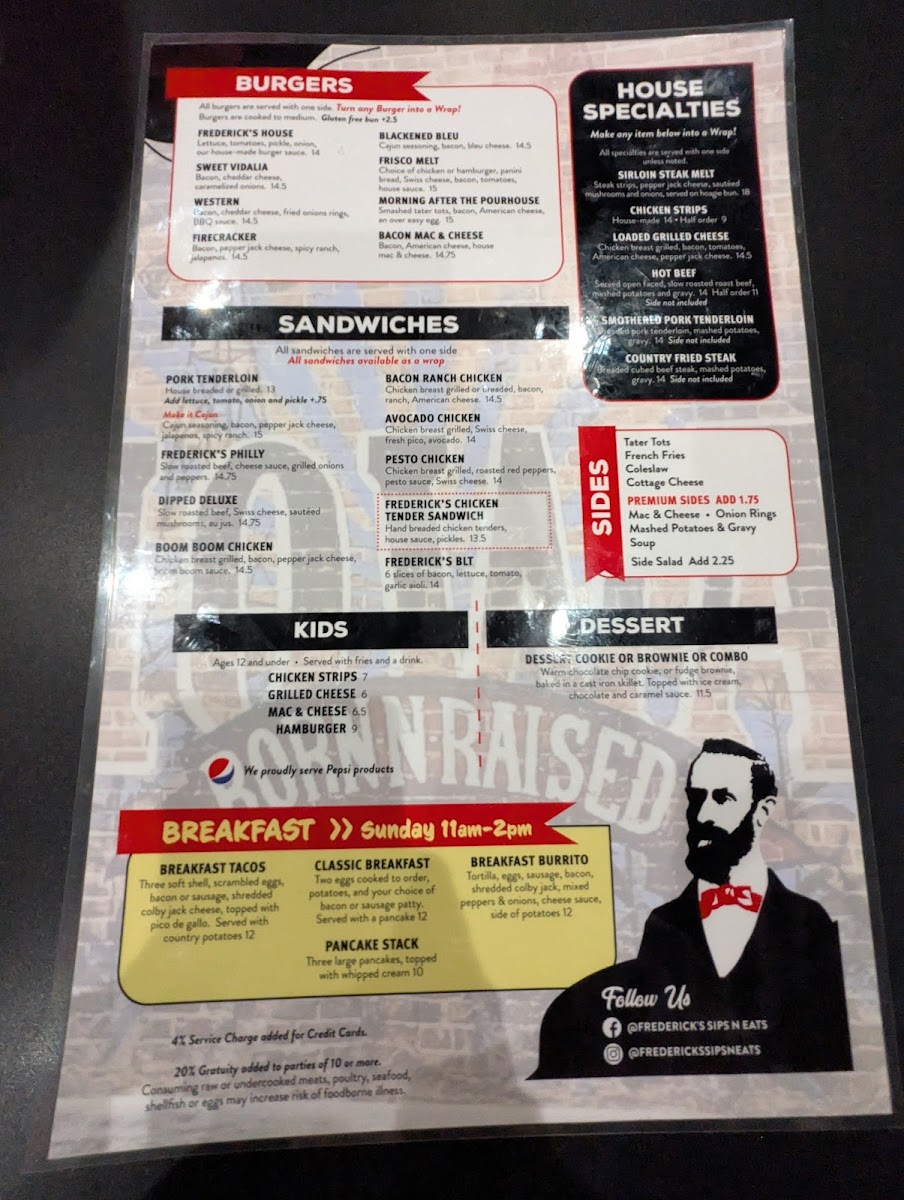 BURGERS
All burgers are served with one side. Turn any Burger into a Wrap!
Burgers are cooked to medium. Gluten free bun +2.5
FREDERICK'S HOUSE
Lettuce, tomatoes, pickle, onion,
our house-made burger sauce. 14
SWEET VIDALIA
Bacon, cheddar cheese,
caramelized onions. 14.5
WESTERN
Bacon, cheddar cheese, fried onions rings,
BBQ sauce. 14.5
FIRECRACKER
Bacon, pepper jack cheese, spicy ranch,
jalapenos. 14.5
BLACKENED BLEU
Cajun seasoning, bacon, bleu cheese. 14.5
FRISCO MELT
Choice of chicken or hamburger, panini
bread, Swiss cheese, bacon, tomatoes,
house sauce. 15
MORNING AFTER THE POURHOUSE
Smashed tater tots, bacon, American cheese,
an over easy egg. 15
BACON MAC & CHEESE
Bacon, American cheese, house
mac & cheese. 14.75
HOUSE
SPECIALTIES
Make any item below into a Wrap!
All specialties are served with one side
unless noted.
SIRLOIN STEAK MELT
Steak strips, pepper jack cheese, sautéed
mushrooms and onions, served on hoagie bun. 18
CHICKEN STRIPS
House-made 14 • Half order 9
LOADED GRILLED CHEESE
Chicken breast grilled, bacon, tomatoes,
American cheese, pepper jack cheese. 14.5
HOT BEEF
Served open faced, slow roasted roast beef,
mashed potatoes and gravy. 14 Half order 11
Side not included
SMOTHERED PORK TENDERLOIN
Breaded pork tenderloin, mashed potatoes,
gravy. 14 Side not included
COUNTRY FRIED STEAK
Breaded cubed beef steak, mashed potatoes,
gravy. 14 Side not included
SANDWICHES
All sandwiches are served with one side
All sandwiches available as a wrap
PORK TENDERLOIN
House breaded or grilled. 13
Add lettuce, tomato, onion and pickle +.75
Make it Cajun
Cajun seasoning, bacon, pepper jack cheese,
jalapenos, spicy ranch. 15
FREDERICK'S PHILLY
Slow roasted beef, cheese sauce, grilled onions
and peppers. 14.75
DIPPED DELUXE
Slow roasted beef, Swiss cheese, sautéed
mushrooms, au jus. 14.75
BOOM BOOM CHICKEN
Chicken breast grilled, bacon, pepper jack cheese,
boom boom sauce. 14.5
BACON RANCH CHICKEN
Chicken breast grilled or breaded, bacon,
ranch, American cheese. 14.5
AVOCADO CHICKEN
Chicken breast grilled, Swiss cheese,
fresh pico, avocado. 14
PESTO CHICKEN
Chicken breast grilled, roasted red peppers,
pesto sauce, Swiss cheese. 14
FREDERICK'S CHICKEN
TENDER SANDWICH
Hand breaded chicken tenders,
house sauce, pickles. 13.5
FREDERICK'S BLT
6 slices of bacon, lettuce, tomato,
garlic aioli. 14
SIDES
Tater Tots
French Fries
Coleslaw
Cottage Cheese
PREMIUM SIDES ADD 1.75
Mac & Cheese • Onion Rings
Mashed Potatoes & Gravy
Soup
Side Salad Add 2.25
KIDS
Ages 12 and under • Served with fries and a drink.
CHICKEN STRIPS 7
GRILLED CHEESE 6
MAC & CHEESE 6.5
HAMBURGER 9
We proudly serve Pepsi products
DESSERT
DESSERT COOKIE OR BROWNIE OR COMBO
Warm chocolate chip cookie, or fudge brownie,
baked in a cast iron skillet. Topped with ice cream,
chocolate and caramel sauce. 11.5
BORN-N-RAISED
BREAKFAST >> Sunday 11am-2pm
BREAKFAST TACOS
Three soft shell, scrambled eggs,
bacon or sausage, shredded
colby jack cheese, topped with
pico de gallo. Served with
country potatoes 12
CLASSIC BREAKFAST
Two eggs cooked to order,
potatoes, and your choice of
bacon or sausage patty.
Served with a pancake 12
PANCAKE STACK
Three large pancakes, topped
with whipped cream 10
BREAKFAST BURRITO
Tortilla, eggs, sausage, bacon,
shredded colby jack, mixed
peppers & onions, cheese sauce,
side of potatoes 12
Follow Us
@FREDERICK'S SIPS N EATS
@FREDERICKSSIPSNEATS
4% Service Charge added for Credit Cards.
20% Gratuity added to parties of 10 or more.
Consuming raw or undercooked meats, poultry, seafood,
shellfish or eggs may increase risk of foodborne illness.